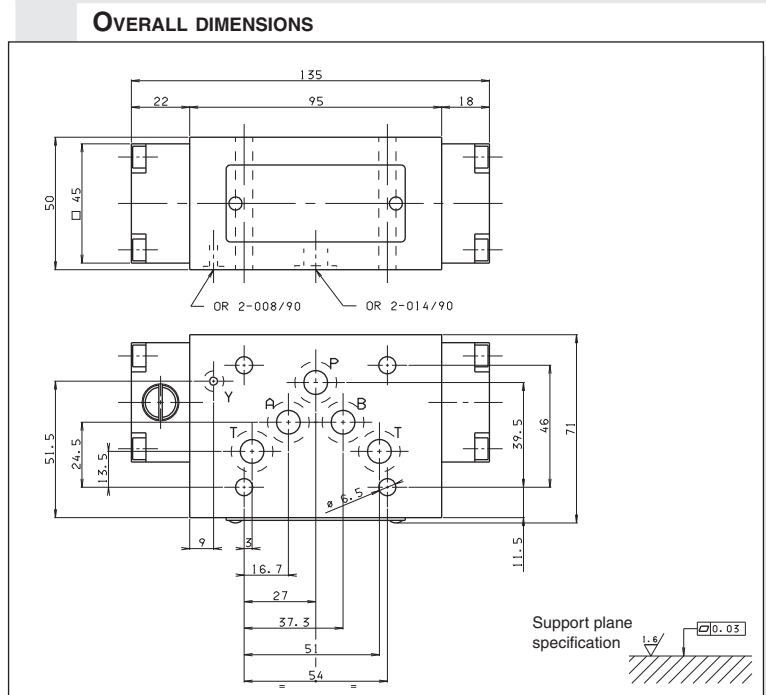 OVERALL DIMENSIONS
135
22 95 18
50
□ 45
OR 2-008/90 OR 2-014/90
P
Y
A B
T T
51.5
24.5
13.5
39.5
46
71
ø 6.5
11.5
9 3
16.7
27
37.3
51
54
= =
Support plane
specification
1.6
0.03